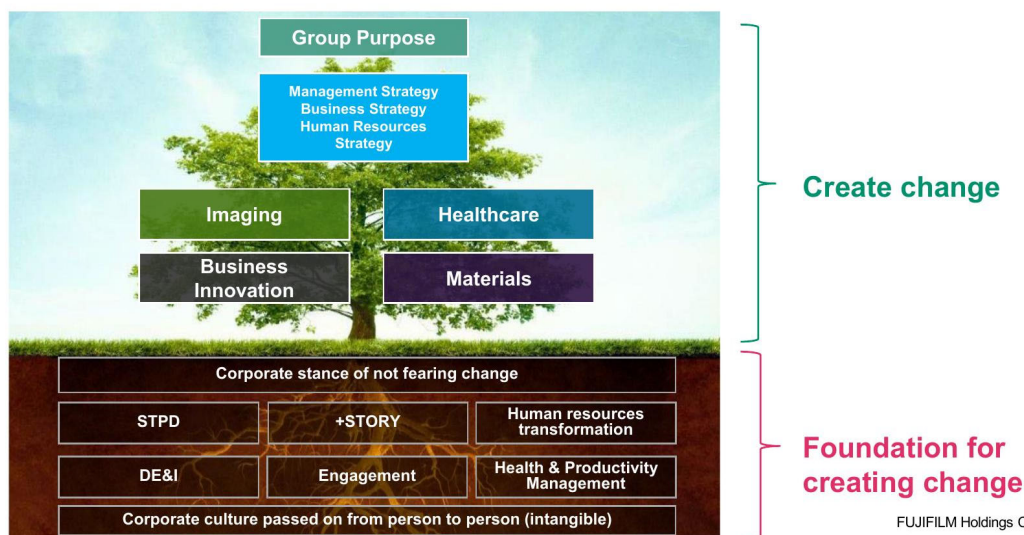 Group Purpose
Management Strategy
Business Strategy
Human Resources
Strategy
Imaging
Healthcare
Business
Innovation
Materials
Create change
Corporate stance of not fearing change
STPD
+STORY
Human resources
transformation
DE&I
Engagement
Health & Productivity
Management
Corporate culture passed on from person to person (intangible)
Foundation for
creating change
FUJIFILM Holdings C